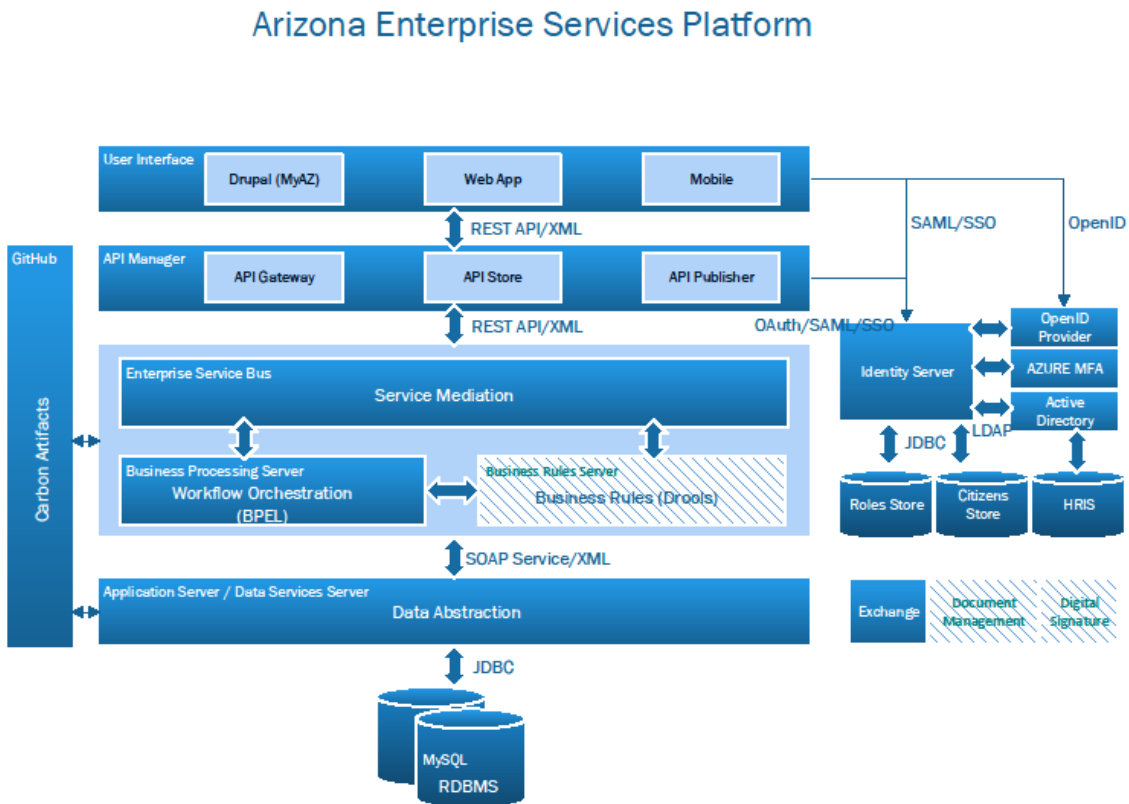 Arizona Enterprise Services Platform
User Interface
Drupal (MyAZ)
Web App
Mobile
REST API/XML
SAML/SSO
OpenID
GitHub
API Manager
API Gateway
API Store
API Publisher
REST API/XML
OAuth/SAML/SSO
OpenID
Provider
Identity Server
AZURE MFA
Active
Directory
LDAP
JDBC
Enterprise Service Bus
Service Mediation
Carbon Artifacts
Business Processing Server
Workflow Orchestration
(BPEL)
Business Rules Server
Business Rules (Drools)
Roles Store
Citizens
Store
HRIS
SOAP Service/XML
Application Server / Data Services Server
Data Abstraction
Exchange
Document
Management
Digital
Signature
JDBC
MySQL
RDBMS